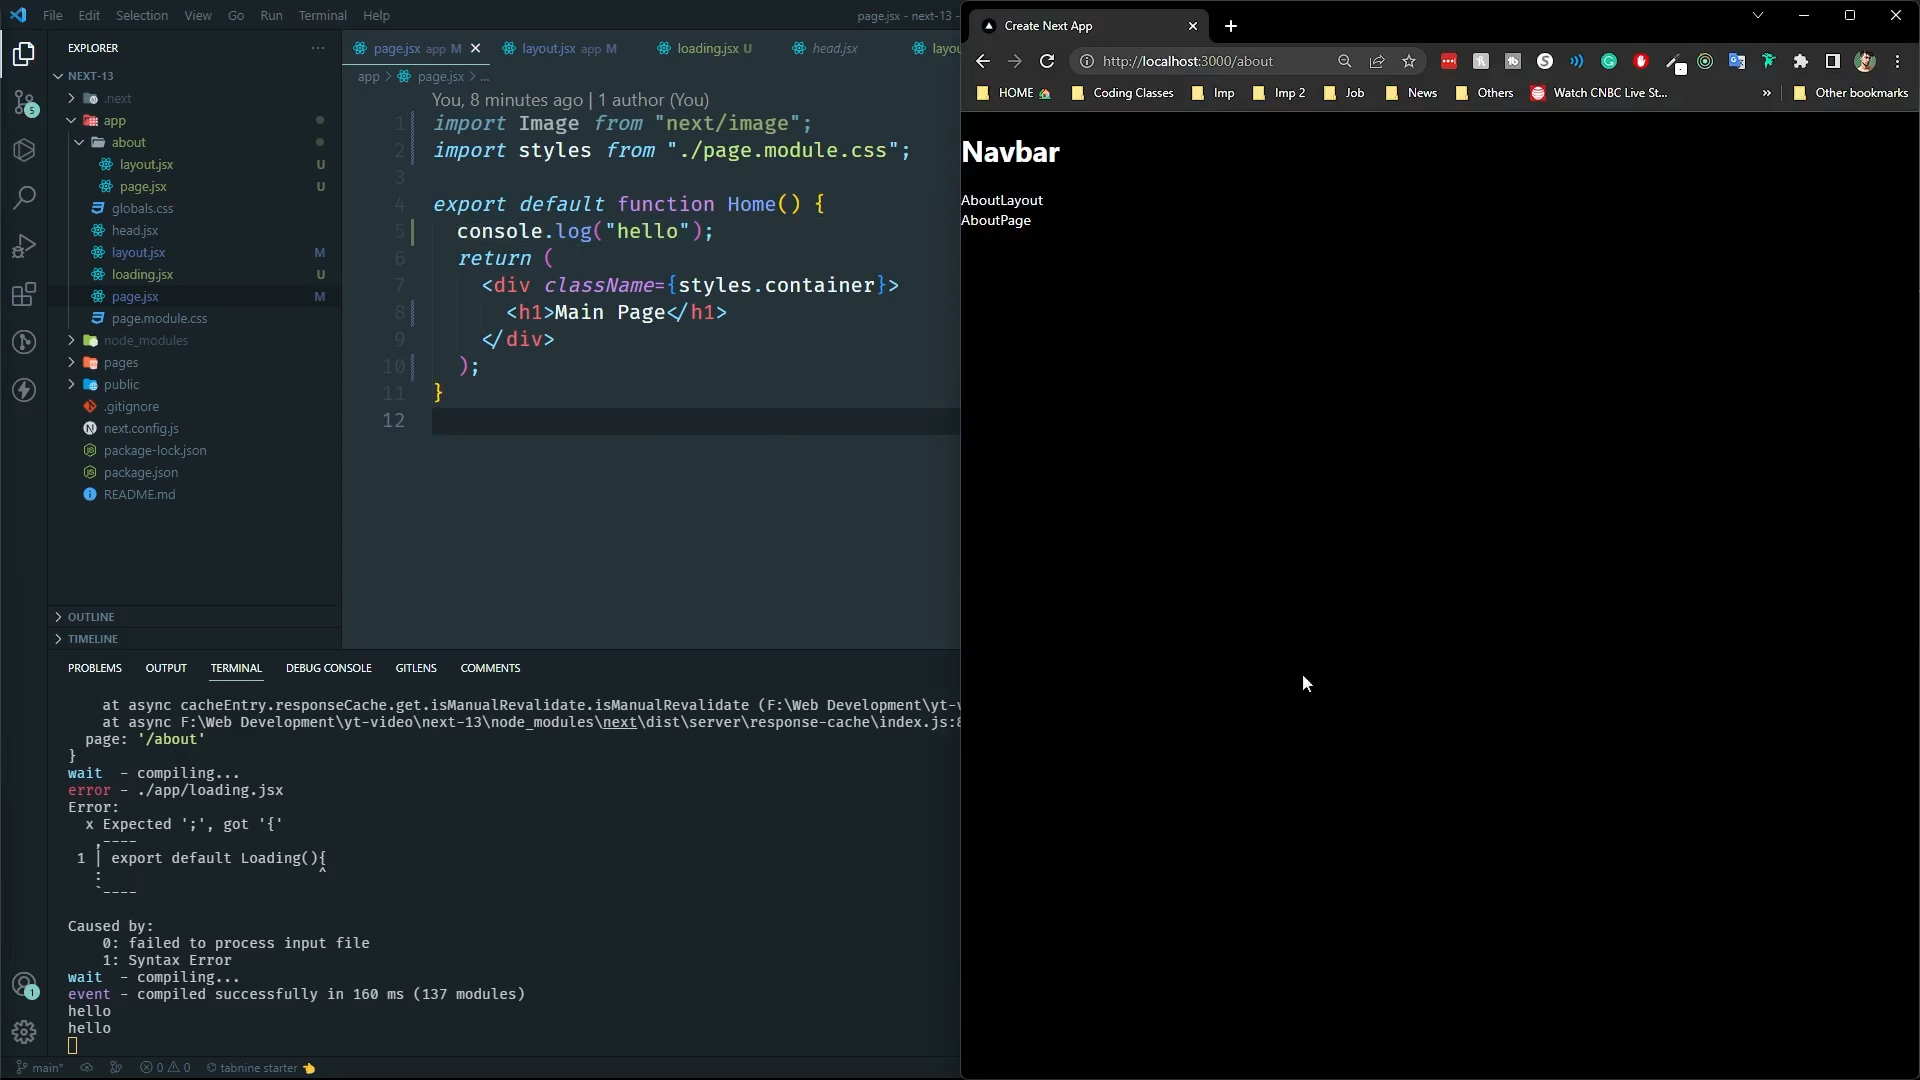 File Edit Selection View Go Run Terminal Help
page.jsx - next-13 -
EXPLORER
NEXT-13
.next
app
about
layout.jsx U
page.jsx U
globals.css
head.jsx
layout.jsx M
loading.jsx U
page.jsx M
page.module.css
node_modules
pages
public
.gitignore
next.config.js
package-lock.json
package.json
README.md
OUTLINE
TIMELINE
5
1
page.jsx app M
layout.jsx app M
loading.jsx U
head.jsx
layou
app > page.jsx > ...
You, 8 minutes ago | 1 author (You)
1 import Image from "next/image";
2 import styles from "./page.module.css";
3
4 export default function Home() {
5 console.log("hello");
6 return (
7 <div className={styles.container}>
8 <h1>Main Page</h1>
9 </div>
10 );
11 }
12
PROBLEMS OUTPUT TERMINAL DEBUG CONSOLE GITLENS COMMENTS
at async cacheEntry.responseCache.get.isManualRevalidate.isManualRevalidate (F:\Web Development\yt-v
at async F:\Web Development\yt-video\next-13\node_modules\next\dist\server\response-cache\index.js:8
page: '/about'
}
wait - compiling...
error - ./app/loading.jsx
Error:
x Expected ';', got '{'
,----
1 | export default Loading(){
: ^
`----
Caused by:
0: failed to process input file
1: Syntax Error
wait - compiling...
event - compiled successfully in 160 ms (137 modules)
hello
hello
main* 0 0 tabnine starter
Create Next App
http://localhost:3000/about
HOME Coding Classes Imp Imp 2 Job News Others Watch CNBC Live St... » Other bookmarks
Navbar
AboutLayout
AboutPage